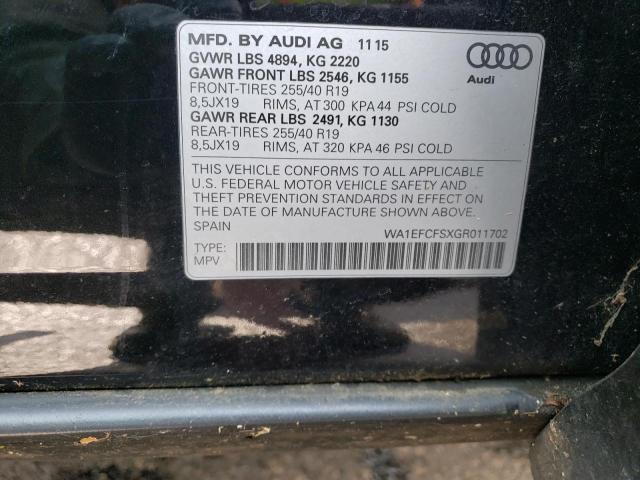 MFD. BY AUDI AG 11 15
GVWR LBS 4894, KG 2220
GAWR FRONT LBS 2546, KG 1155
FRONT-TIRES 255/40 R19
8,5JX19 RIMS, AT 300 KPA 44 PSI COLD
GAWR REAR LBS 2491, KG 1130
REAR-TIRES 255/40 R19
8,5JX19 RIMS, AT 320 KPA 46 PSI COLD
Audi
THIS VEHICLE CONFORMS TO ALL APPLICABLE
U.S. FEDERAL MOTOR VEHICLE SAFETY AND
THEFT PREVENTION STANDARDS IN EFFECT ON
THE DATE OF MANUFACTURE SHOWN ABOVE.
SPAIN
WA1EFCFSXGR011702
TYPE:
MPV